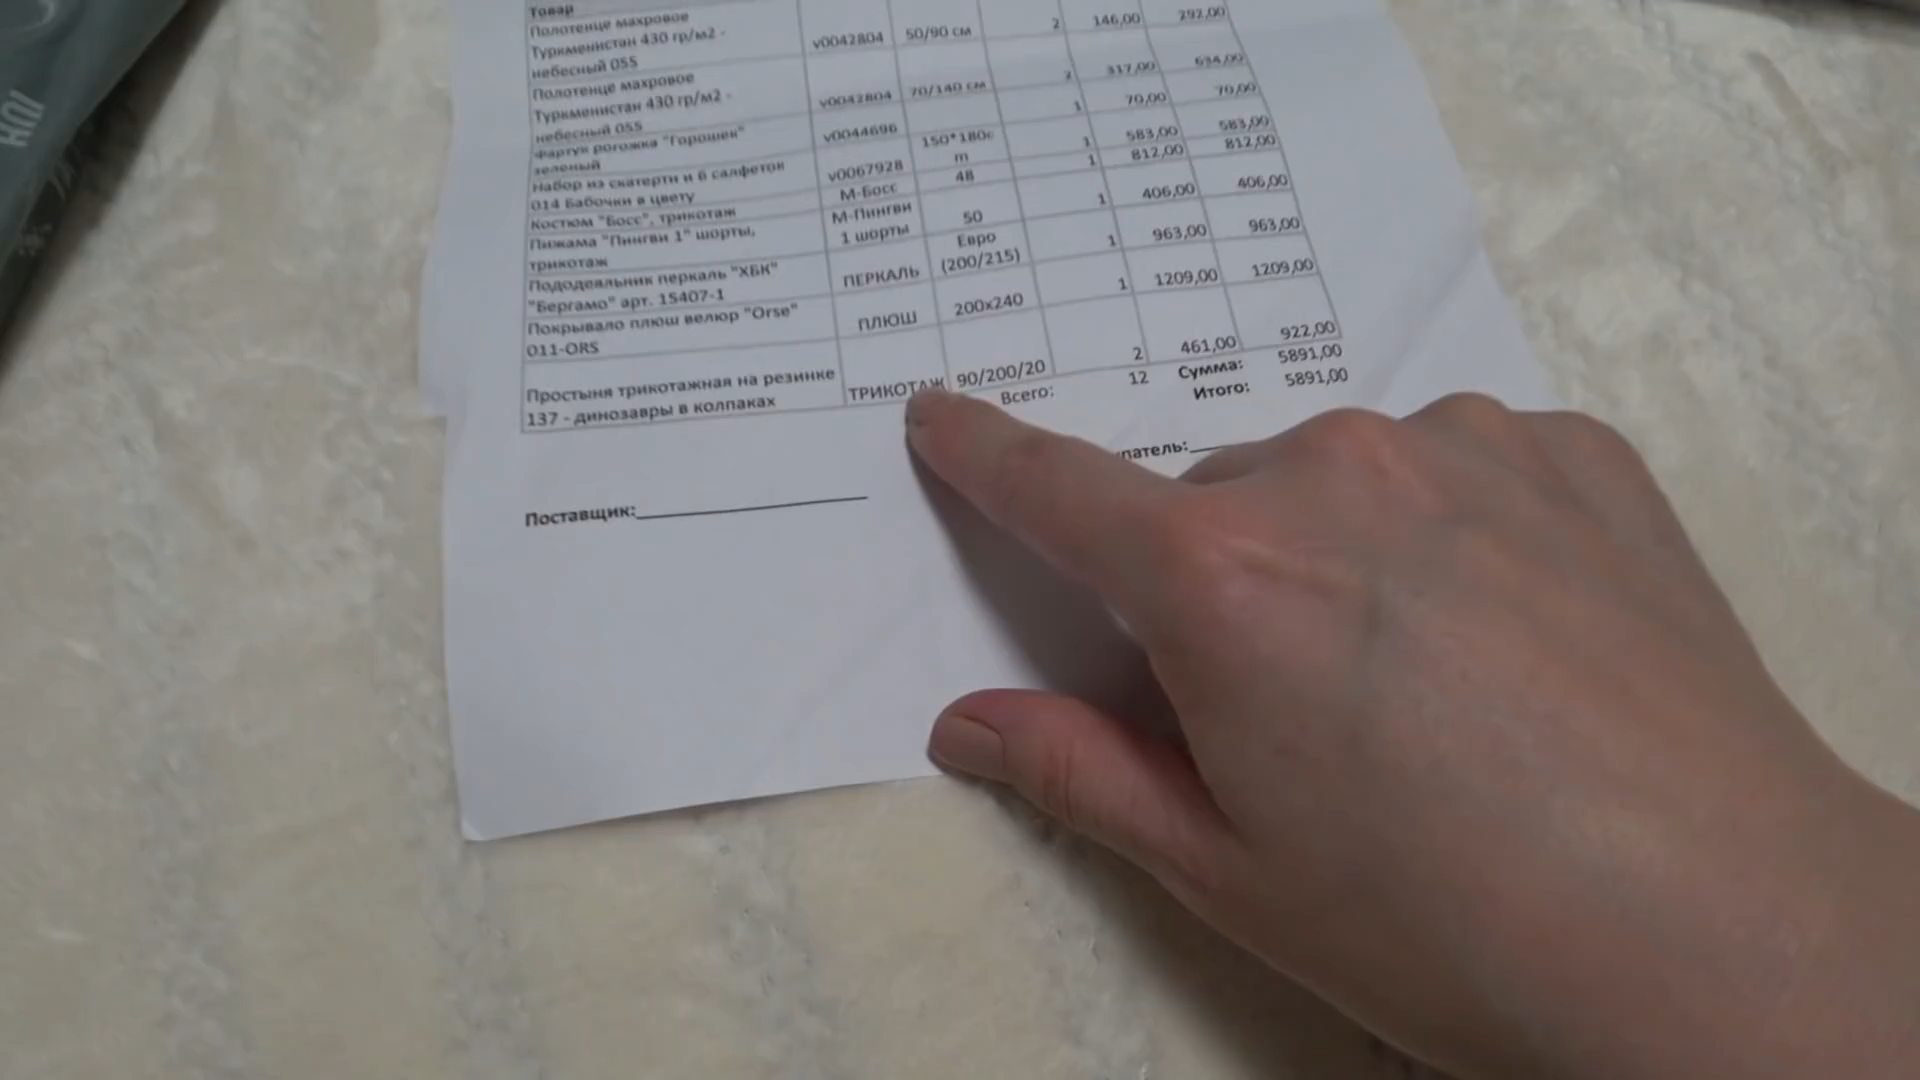 Товар
Полотенце махровое
Туркменистан 430 гр/м2 -
небесный 055
v0042804 50/90 см 2 146,00 292,00
Полотенце махровое
Туркменистан 430 гр/м2 -
небесный 055
v0042804 70/140 см 2 317,00 634,00
Фартук рогожка "Горошек"
зеленый
v0044696 1 70,00 70,00
Набор из скатерти и 6 салфеток
014 Бабочки в цвету
v0067928 150*180с
m 1 583,00 583,00
Костюм "Босс", трикотаж М-Босс 48 1 812,00 812,00
Пижама "Пингви 1" шорты,
трикотаж
М-Пингви
1 шорты 50 1 406,00 406,00
Пододеяльник перкаль "ХБК"
"Бергамо" арт. 15407-1
ПЕРКАЛЬ Евро
(200/215) 1 963,00 963,00
Покрывало плюш велюр "Orse"
011-ORS
ПЛЮШ 200x240 1 1209,00 1209,00
Простыня трикотажная на резинке
137 - динозавры в колпаках
ТРИКОТАЖ 90/200/20 2 461,00 922,00
Всего: 12 Сумма: 5891,00
Итого: 5891,00
Поставщик: патель: